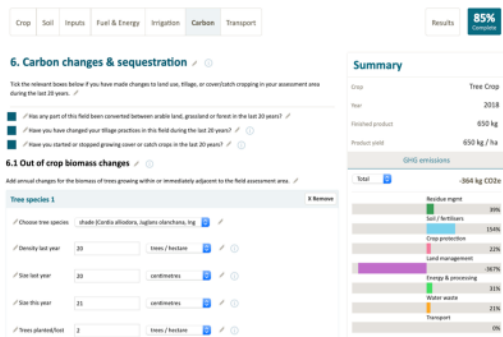 Crop
Soil
Inputs
Fuel & Energy
Irrigation
Carbon
Transport
Results
85%
Complete
6. Carbon changes & sequestration
Tick the relevant boxes below if you have made changes to land use, tillage, or cover/catch cropping in your assessment area
during the last 20 years.
Has any part of this field been converted between arable land, grassland or forest in the last 20 years?
Have you changed your tillage practices in this field during the last 20 years?
Have you started or stopped growing cover or catch crops in the last 20 years?
6.1 Out of crop biomass changes
Add annual changes for the biomass of trees growing within or immediately adjacent to the field assessment area.
Tree species 1
X Remove
Choose tree species
shade (Cordia alliodora, Juglans olanchana, Ing
Density last year
20
trees / hectare
Size last year
20
centimetres
Size this year
21
centimetres
Trees planted/lost
2
trees / hectare
Summary
Crop
Tree Crop
Year
2018
Finished product
650 kg
Product yield
650 kg / ha
GHG emissions
Total
-364 kg CO2e
Residue mgmt
39%
Soil / fertilisers
154%
Crop protection
22%
Land management
-367%
Energy & processing
31%
Water waste
21%
Transport
0%